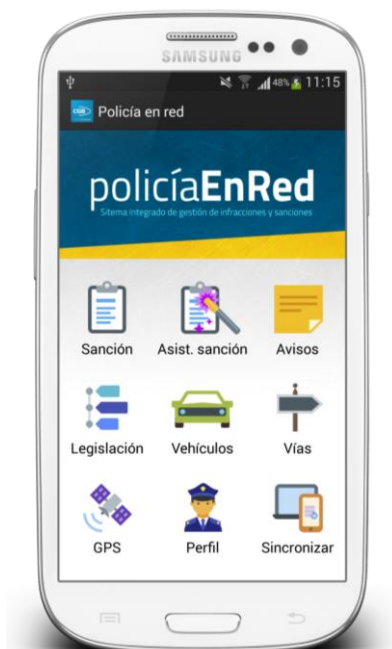 SAMSUNG
48% 11:15
CGB Policía en red
policíaEnRed
Sitema integrado de gestión de infracciones y sanciones
Sanción Asist. sanción Avisos
Legislación Vehículos Vías
GPS Perfil Sincronizar